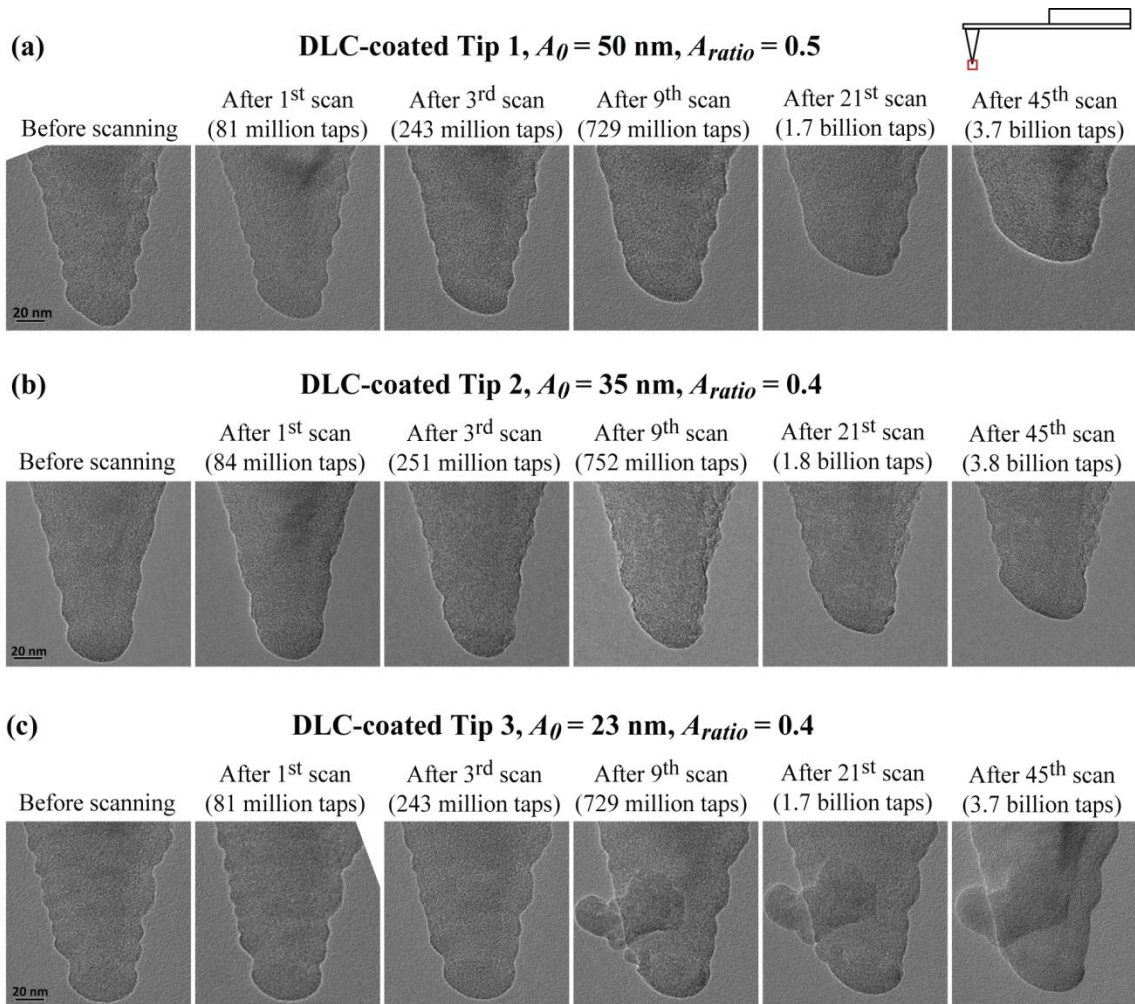 (a) DLC-coated Tip 1, A0 = 50 nm, Aratio = 0.5
Before scanning
After 1st scan
(81 million taps)
After 3rd scan
(243 million taps)
After 9th scan
(729 million taps)
After 21st scan
(1.7 billion taps)
After 45th scan
(3.7 billion taps)
20 nm
(b) DLC-coated Tip 2, A0 = 35 nm, Aratio = 0.4
Before scanning
After 1st scan
(84 million taps)
After 3rd scan
(251 million taps)
After 9th scan
(752 million taps)
After 21st scan
(1.8 billion taps)
After 45th scan
(3.8 billion taps)
20 nm
(c) DLC-coated Tip 3, A0 = 23 nm, Aratio = 0.4
Before scanning
After 1st scan
(81 million taps)
After 3rd scan
(243 million taps)
After 9th scan
(729 million taps)
After 21st scan
(1.7 billion taps)
After 45th scan
(3.7 billion taps)
20 nm